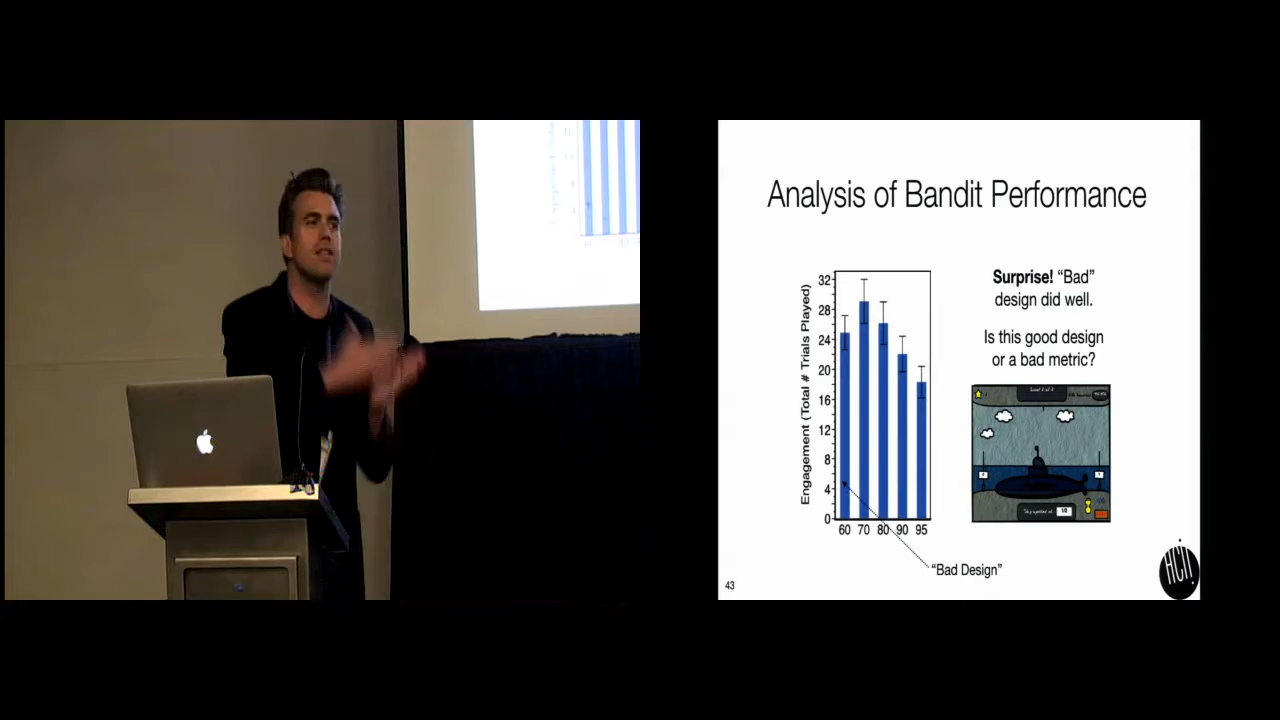 Analysis of Bandit Performance
Surprise! “Bad”
design did well.
Is this good design
or a bad metric?
Engagement (Total # Trials Played)
32
28
24
20
16
12
8
4
0
60 70 80 90 95
“Bad Design”
43
HCII